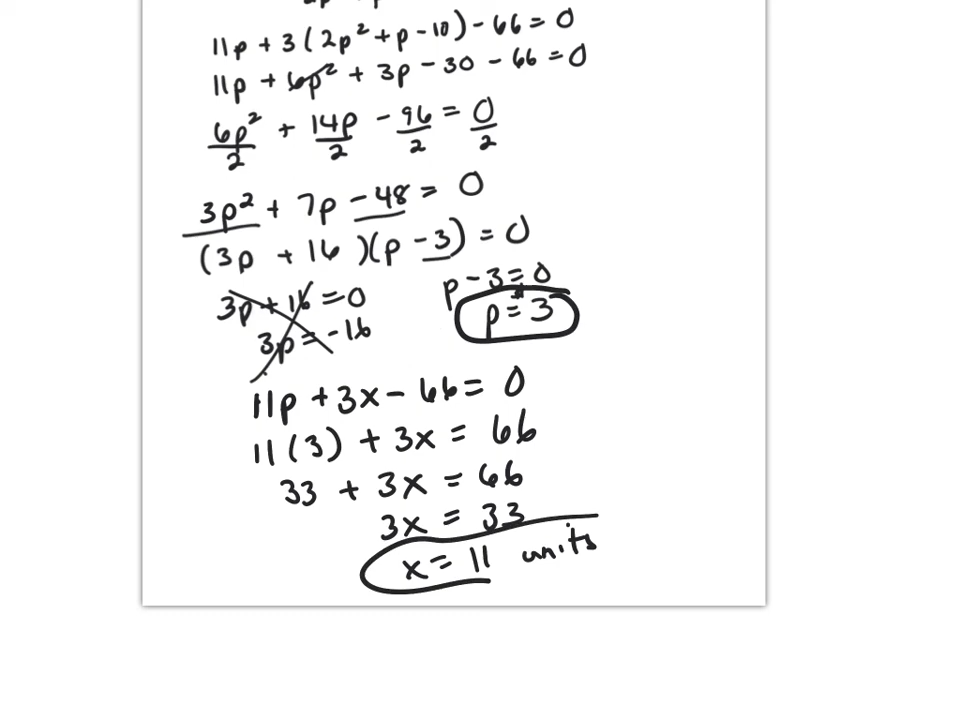 11p + 3(2p² + p - 10) - 66 = 0
11p + 6p² + 3p - 30 - 66 = 0
6p²/2 + 14p/2 - 96/2 = 0/2
3p² + 7p - 48 = 0
(3p + 16)(p - 3) = 0
3p + 16 = 0
3p = -16
p - 3 = 0
p = 3
11p + 3x - 66 = 0
11(3) + 3x = 66
33 + 3x = 66
3x = 33
x = 11 units